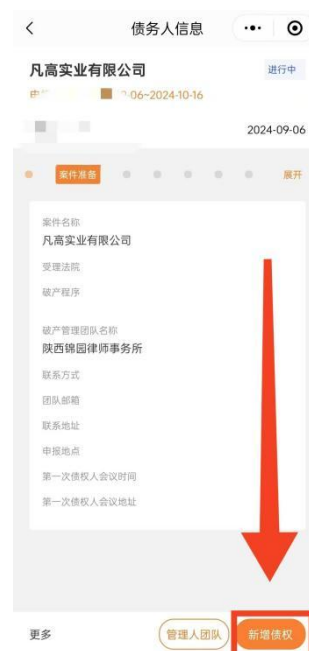 债务人信息
凡高实业有限公司
进行中
-06~2024-10-16
2024-09-06
案件准备
展开
案件名称
凡高实业有限公司
受理法院
破产程序
破产管理团队名称
陕西锦园律师事务所
联系方式
团队邮箱
联系地址
申报地点
第一次债权人会议时间
第一次债权人会议地址
更多
管理人团队
新增债权